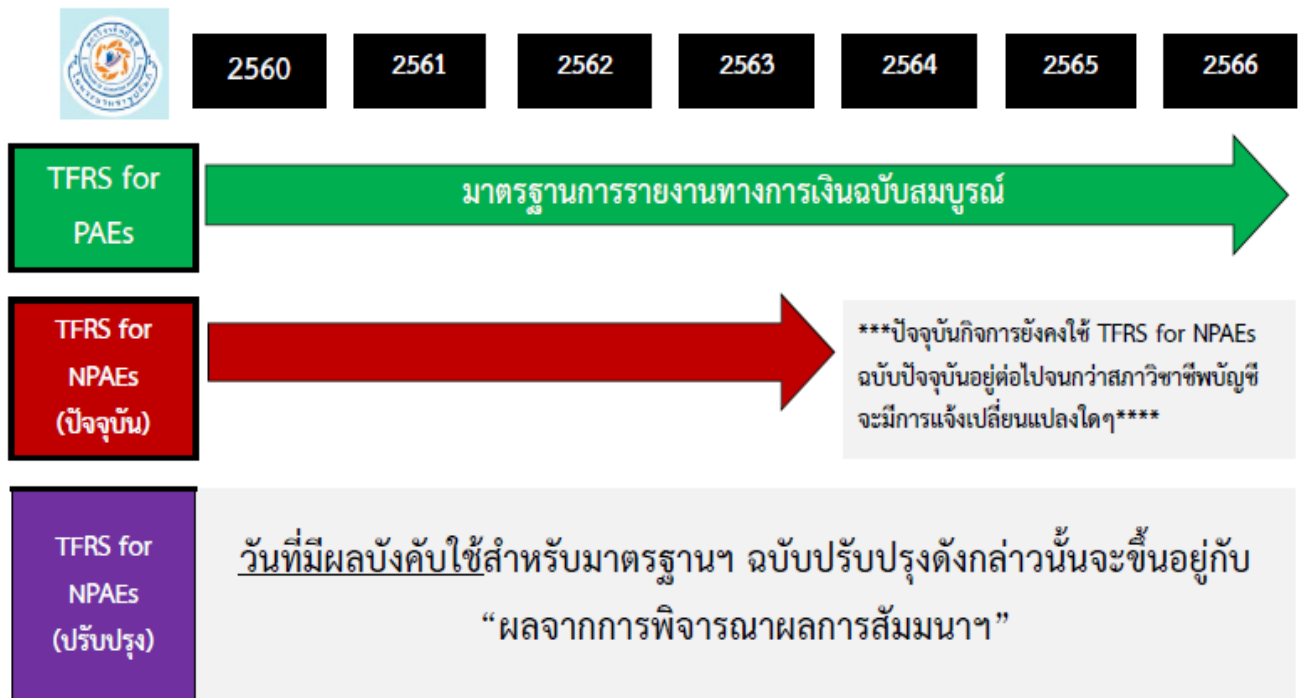 2560
2561
2562
2563
2564
2565
2566
TFRS for
PAEs
มาตรฐานการรายงานทางการเงินฉบับสมบูรณ์
TFRS for
NPAEs
(ปัจจุบัน)
***ปัจจุบันกิจการยังคงใช้ TFRS for NPAEs
ฉบับปัจจุบันอยู่ต่อไปจนกว่าสภาวิชาชีพบัญชี
จะมีการแจ้งเปลี่ยนแปลงใดๆ****
TFRS for
NPAEs
(ปรับปรุง)
วันที่มีผลบังคับใช้สำหรับมาตรฐานฯ ฉบับปรับปรุงดังกล่าวนั้นจะขึ้นอยู่กับ
“ผลจากการพิจารณาผลการสัมมนาฯ”